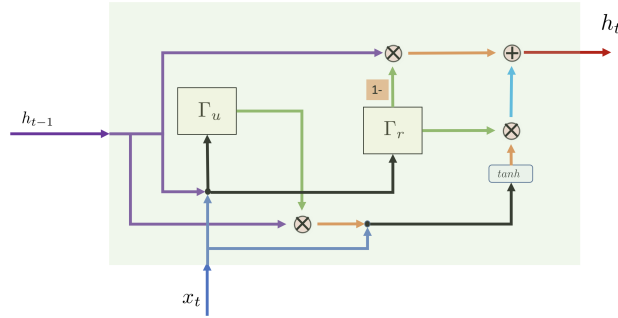 h_t
1-
Γ_u
Γ_r
h_{t-1}
tanh
x_t